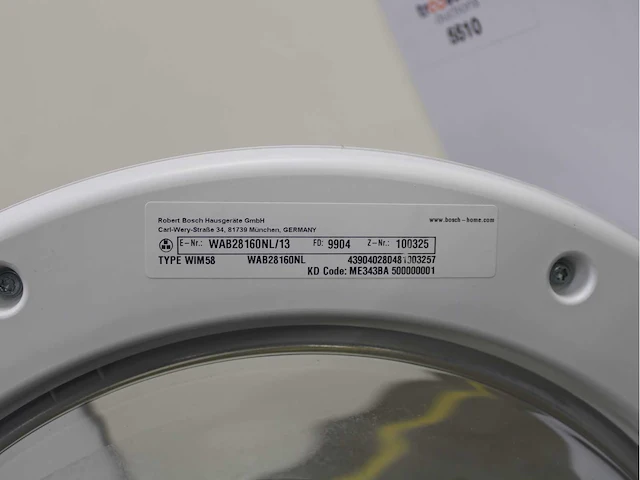 auctions
5510
Robert Bosch Hausgeräte GmbH
www.bosch-home.com
Carl-Wery-Straße 34, 81739 München, GERMANY
E-Nr.: WAB28160NL/13 FD: 9904 Z-Nr.: 100325
TYPE WIM58 WAB28160NL 439040280481003257
KD Code: ME343BA 500000001